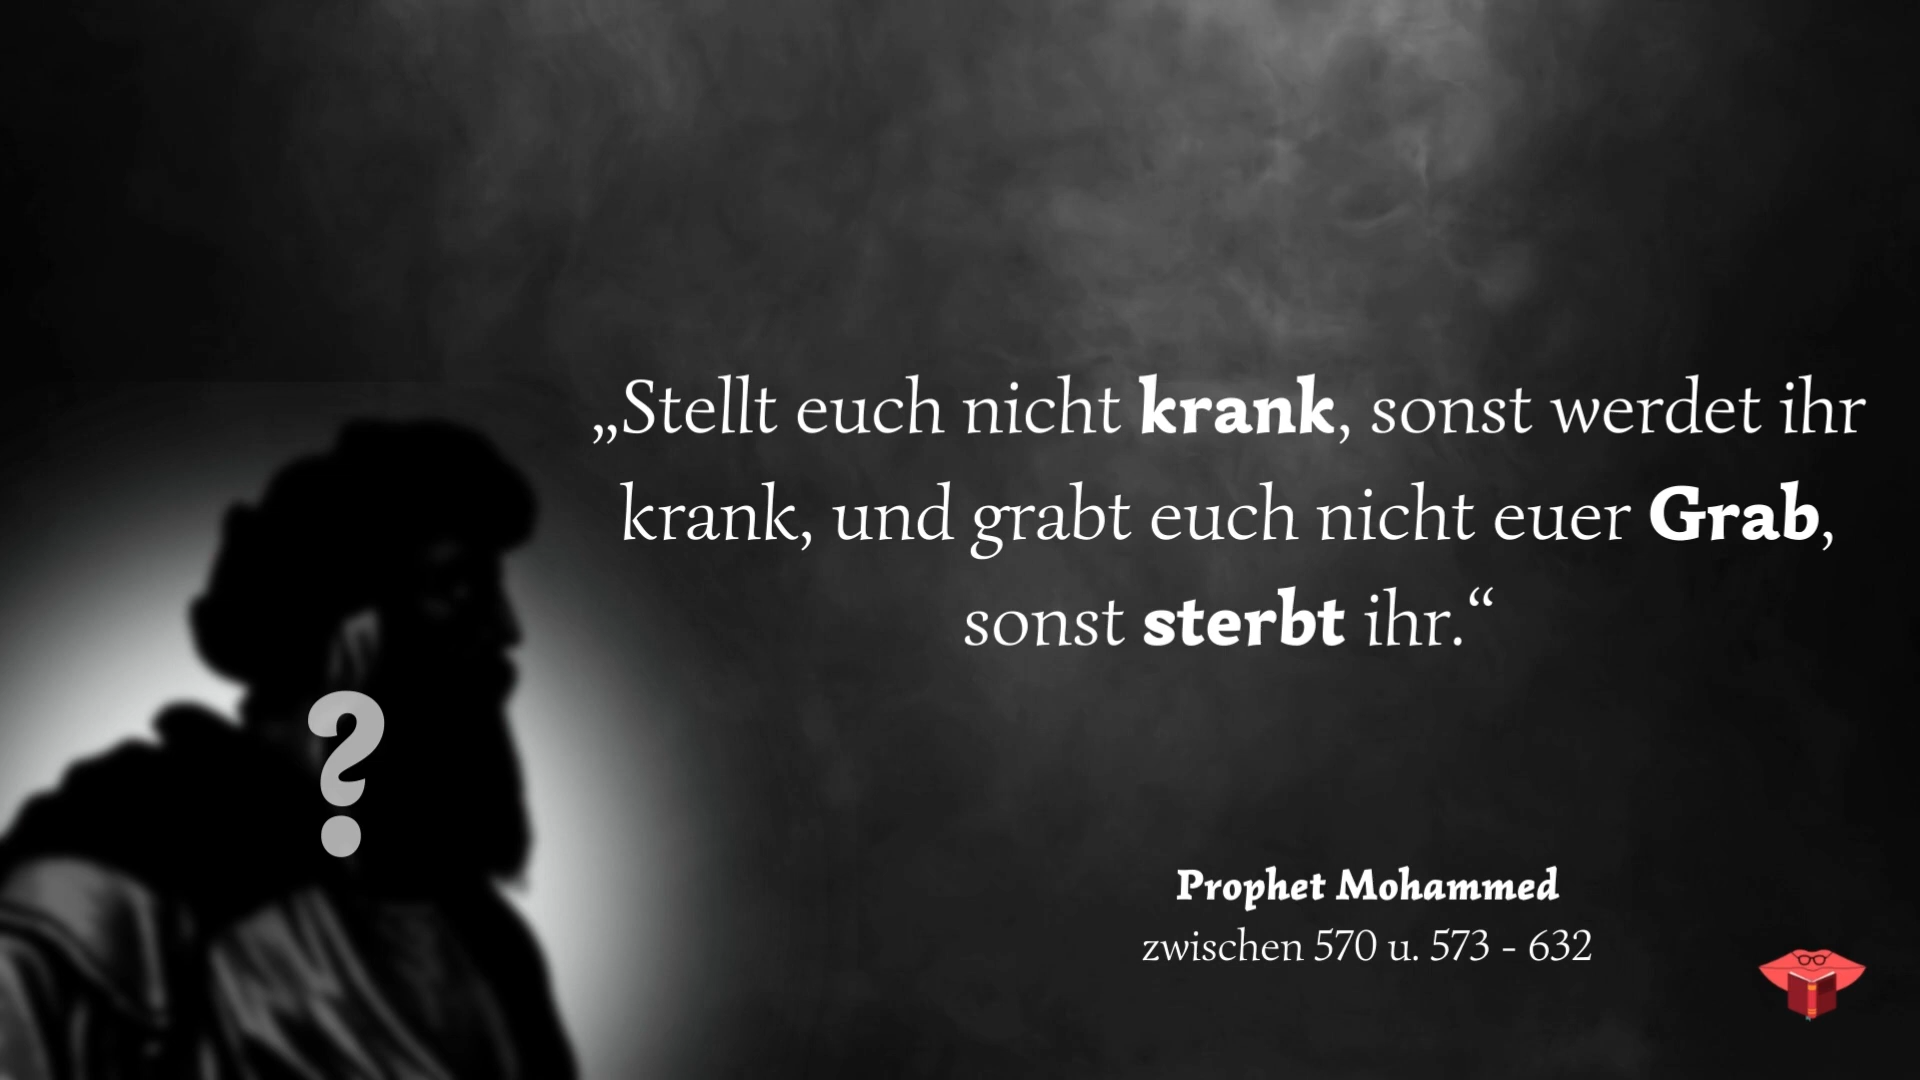 „Stellt euch nicht krank, sonst werdet ihr
krank, und grabt euch nicht euer Grab,
sonst sterbt ihr.“
?
Prophet Mohammed
zwischen 570 u. 573 - 632